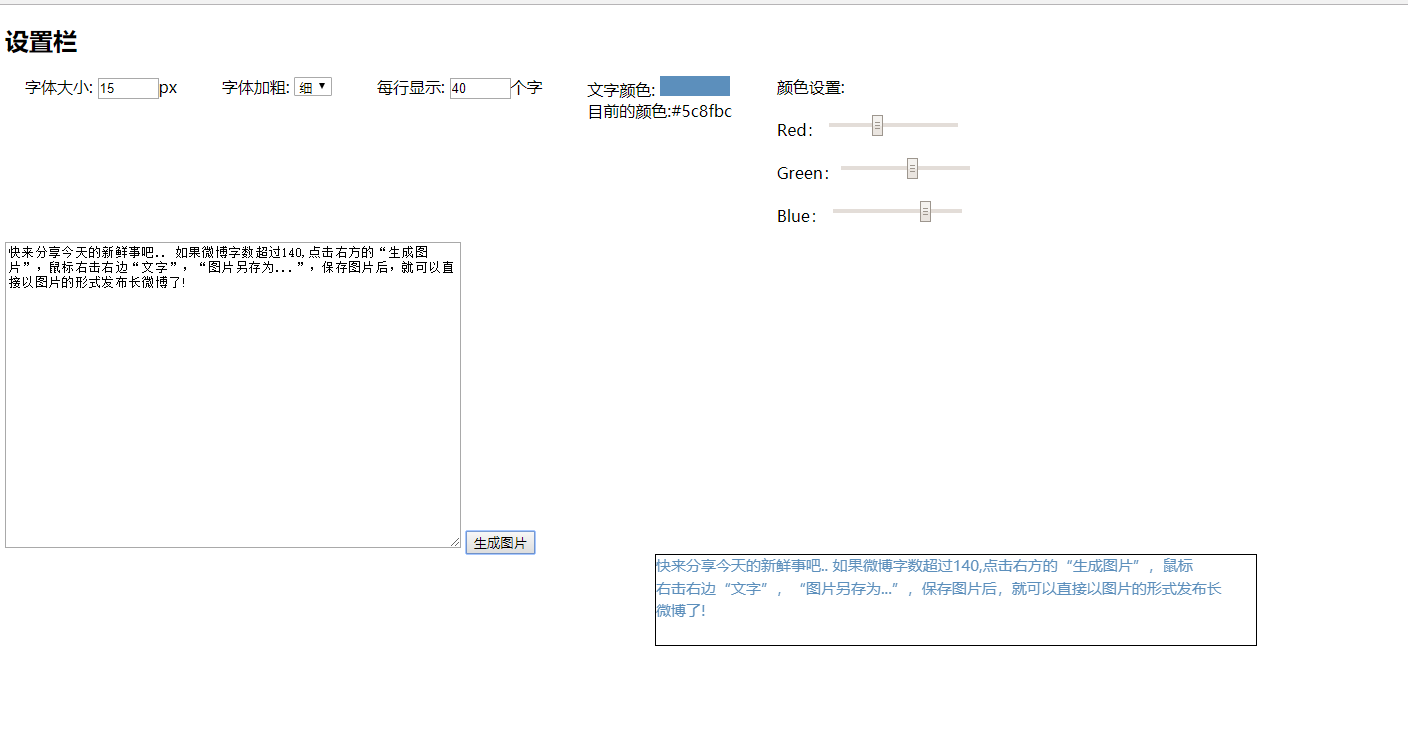 设置栏
字体大小: 15px 字体加粗: 细 每行显示: 40个字 文字颜色: 颜色设置:
目前的颜色:#5c8fbc
Red：
Green：
Blue：
快来分享今天的新鲜事吧.. 如果微博字数超过140,点击右方的“生成图
片”，鼠标右击右边“文字”，“图片另存为...”，保存图片后，就可以直
接以图片的形式发布长微博了!
生成图片
快来分享今天的新鲜事吧.. 如果微博字数超过140,点击右方的“生成图片”，鼠标
右击右边“文字”，“图片另存为...”，保存图片后，就可以直接以图片的形式发布长
微博了!